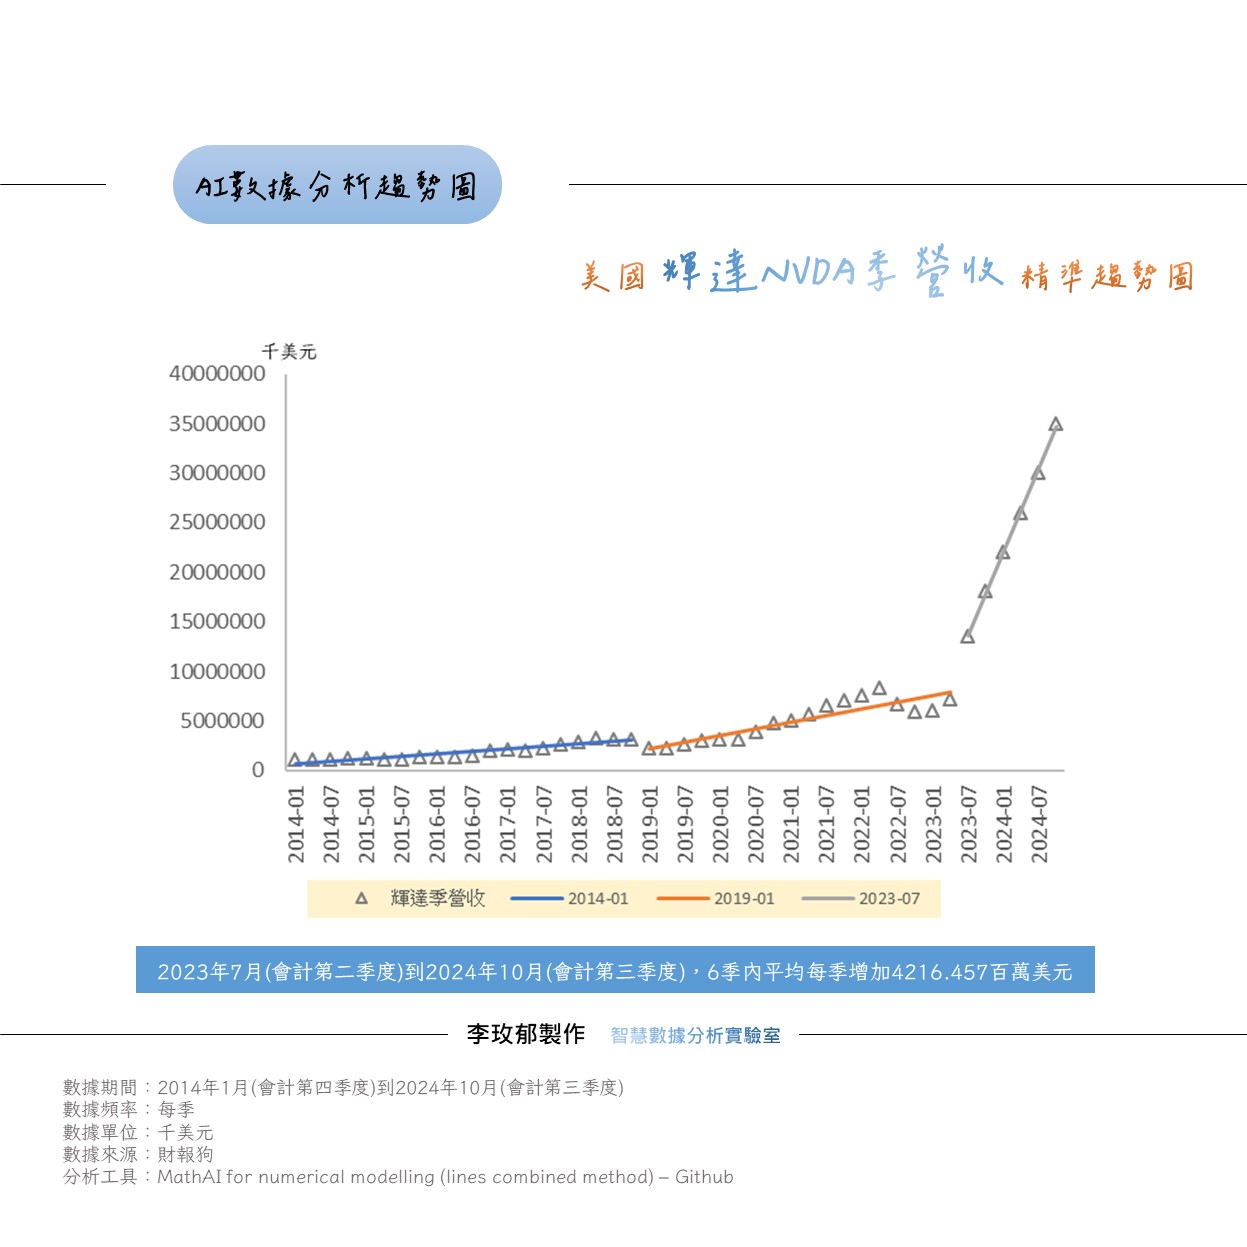 AI數據分析趨勢圖
美國輝達NVDA季營收精準趨勢圖
千美元
40000000
35000000
30000000
25000000
20000000
15000000
10000000
5000000
0
2014-01 2014-07 2015-01 2015-07 2016-01 2016-07 2017-01 2017-07 2018-01 2018-07 2019-01 2019-07 2020-01 2020-07 2021-01 2021-07 2022-01 2022-07 2023-01 2023-07 2024-01 2024-07
輝達季營收 2014-01 2019-01 2023-07
2023年7月(會計第二季度)到2024年10月(會計第三季度)，6季內平均每季增加4216.457百萬美元
李玫郁製作 智慧數據分析實驗室
數據期間：2014年1月(會計第四季度)到2024年10月(會計第三季度)
數據頻率：每季
數據單位：千美元
數據來源：財報狗
分析工具：MathAI for numerical modelling (lines combined method) – Github